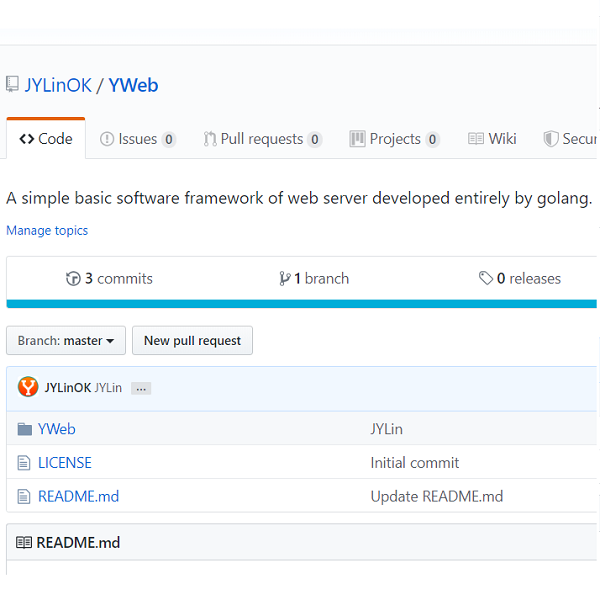 JYLinOK / YWeb
Code Issues 0 Pull requests 0 Projects 0 Wiki
A simple basic software framework of web server developed entirely by golang.
Manage topics
3 commits 1 branch 0 releases
Branch: master New pull request
JYLinOK JYLin ...
YWeb JYLin
LICENSE Initial commit
README.md Update README.md
README.md